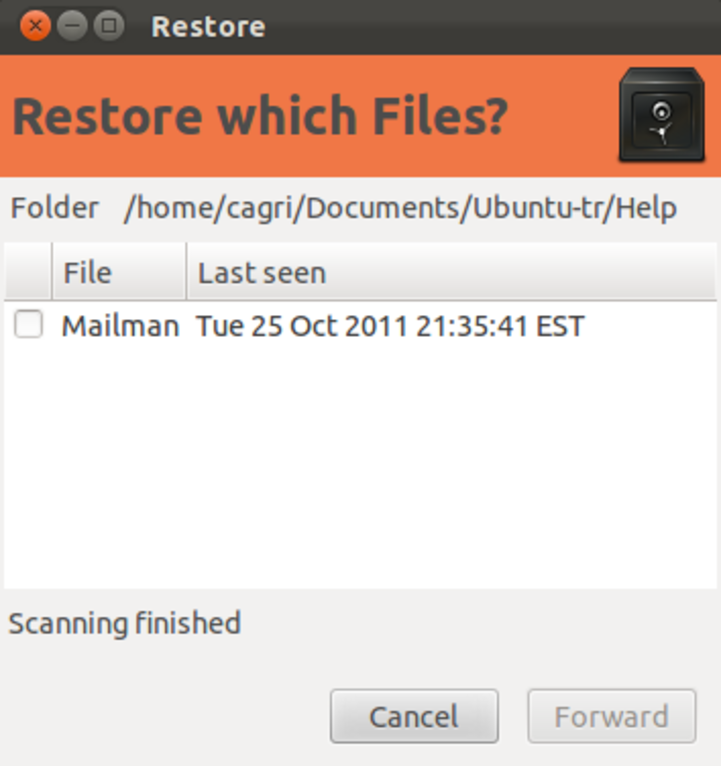 Restore
Restore which Files?
Folder /home/cagri/Documents/Ubuntu-tr/Help
File Last seen
Mailman Tue 25 Oct 2011 21:35:41 EST
Scanning finished
Cancel Forward